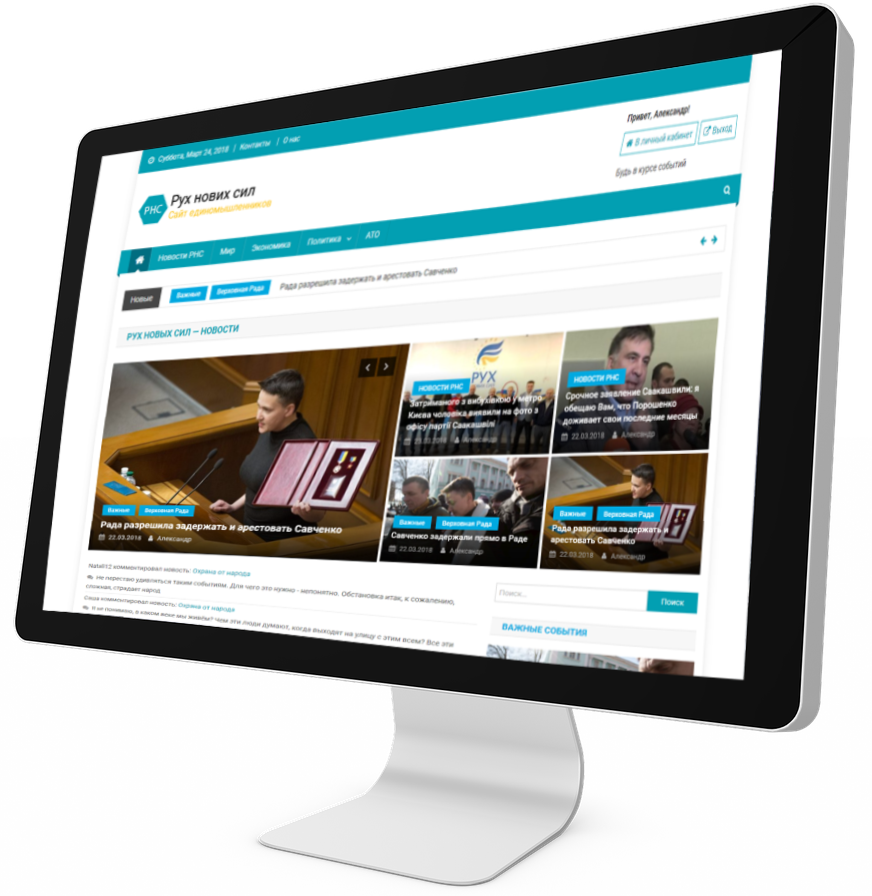 Суббота, Март 24, 2018 | Контакты | О нас
Привет, Александр!
В личный кабинет
Выход
Будь в курсе событий
РНС
Рух нових сил
Сайт единомышленников
Новости РНС
Мир
Экономика
Политика
АТО
Новые
Важные
Верховная Рада
Рада разрешила задержать и арестовать Савченко
РУХ НОВЫХ СИЛ — НОВОСТИ
Важные
Верховная Рада
Рада разрешила задержать и арестовать Савченко
22.03.2018
Александр
РУХ
НОВОСТИ РНС
Затриманого з вибухівкою у метро
Києва чоловіка виявили на фото з
офісу партії Саакашвілі
23.03.2018
Александр
НОВОСТИ РНС
Срочное заявление Саакашвили: я
обещаю Вам, что Порошенко
доживает свои последние месяцы
22.03.2018
Александр
Важные
Верховная Рада
Савченко задержали прямо в Раде
22.03.2018
Александр
Важные
Верховная Рада
Рада разрешила задержать и
арестовать Савченко
22.03.2018
Александр
комментировал новость: Охрана от народа
Не перестаю удивляться таким событиям. Для чего это нужно - непонятно. Обстановка итак, к сожалению,
сложная, страдает народ
Саша комментировал новость: Охрана от народа
Я не понимаю, в каком веке мы живём? Чем эти люди думают, когда выходят на улицу с этим всем? Все эти
Поиск...
Поиск
ВАЖНЫЕ СОБЫТИЯ